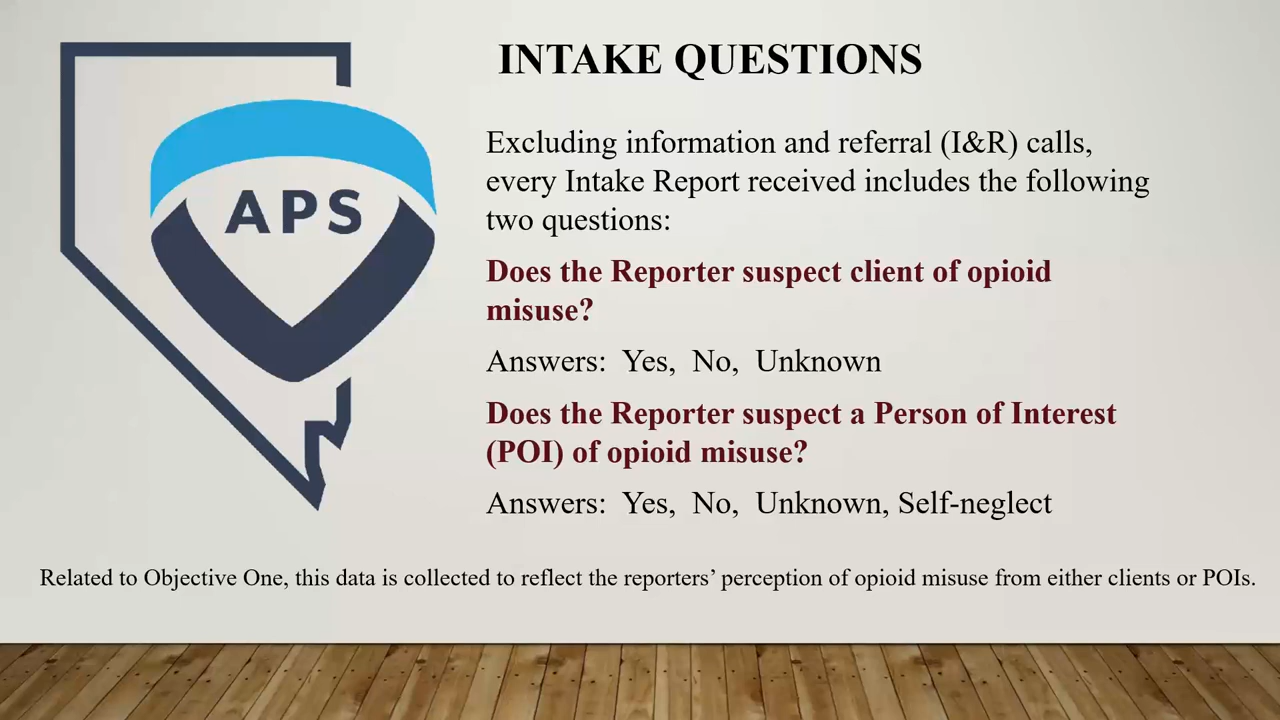 INTAKE QUESTIONS
APS
Excluding information and referral (I&R) calls,
every Intake Report received includes the following
two questions:
Does the Reporter suspect client of opioid
misuse?
Answers:  Yes,  No,  Unknown
Does the Reporter suspect a Person of Interest
(POI) of opioid misuse?
Answers:  Yes,  No,  Unknown, Self-neglect
Related to Objective One, this data is collected to reflect the reporters’ perception of opioid misuse from either clients or POIs.